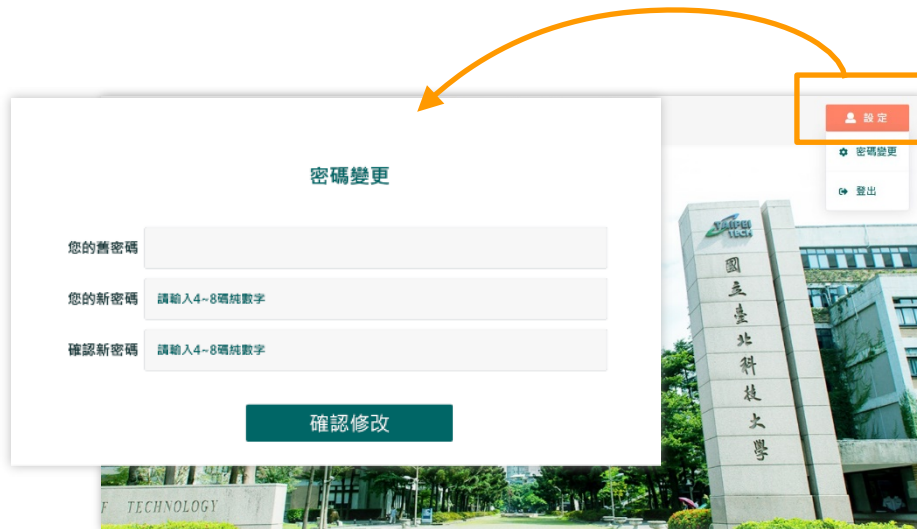 設定
密碼變更
登出
密碼變更
您的舊密碼
您的新密碼 請輸入4~8碼純數字
確認新密碼 請輸入4~8碼純數字
確認修改
TAIPEI
TECH
國立臺北科技大學
F TECHNOLOGY